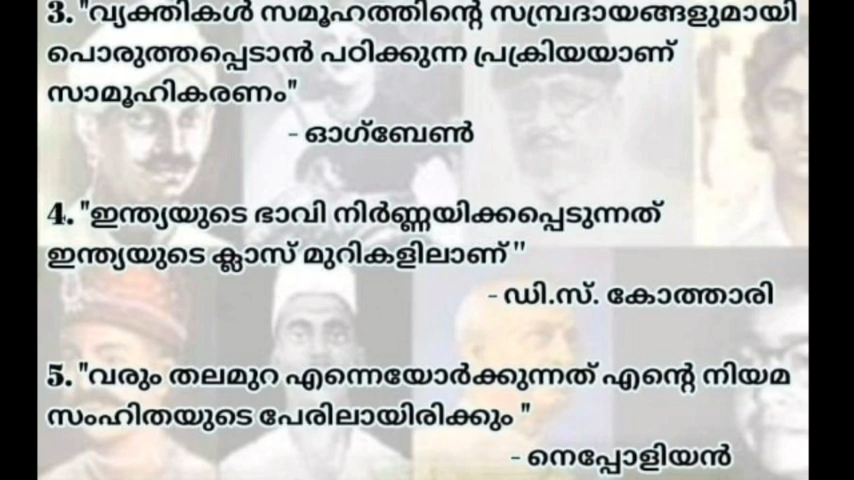 3. "വ്യക്തികൾ സമൂഹത്തിന്റെ സമ്പ്രദായങ്ങളുമായി
പൊരുത്തപ്പെടാൻ പഠിക്കുന്ന പ്രക്രിയയാണ്
സാമൂഹികരണം"
- ഓഗ്ബേൺ
4. "ഇന്ത്യയുടെ ഭാവി നിർണ്ണയിക്കപ്പെടുന്നത്
ഇന്ത്യയുടെ ക്ലാസ് മുറികളിലാണ് "
- ഡി.സ്. കോത്താരി
5. "വരും തലമുറ എന്നെയോർക്കുന്നത് എന്റെ നിയമ
സംഹിതയുടെ പേരിലായിരിക്കും "
- നെപ്പോളിയൻ